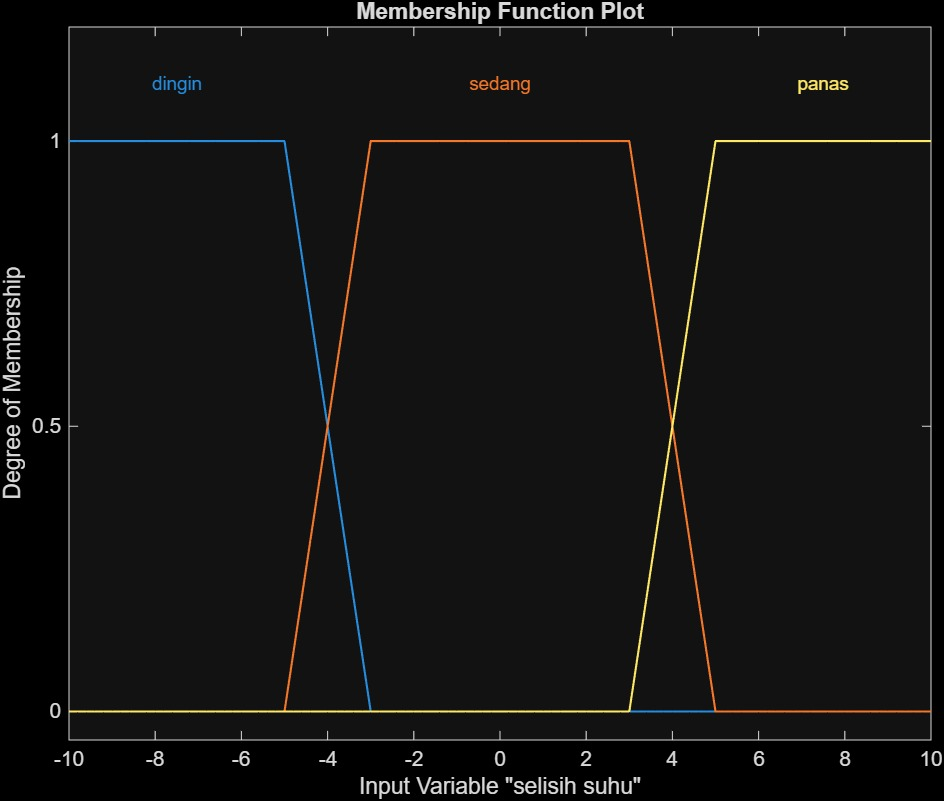 Membership Function Plot
dingin sedang panas
1
0.5
0
Degree of Membership
-10 -8 -6 -4 -2 0 2 4 6 8 10
Input Variable "selisih suhu"